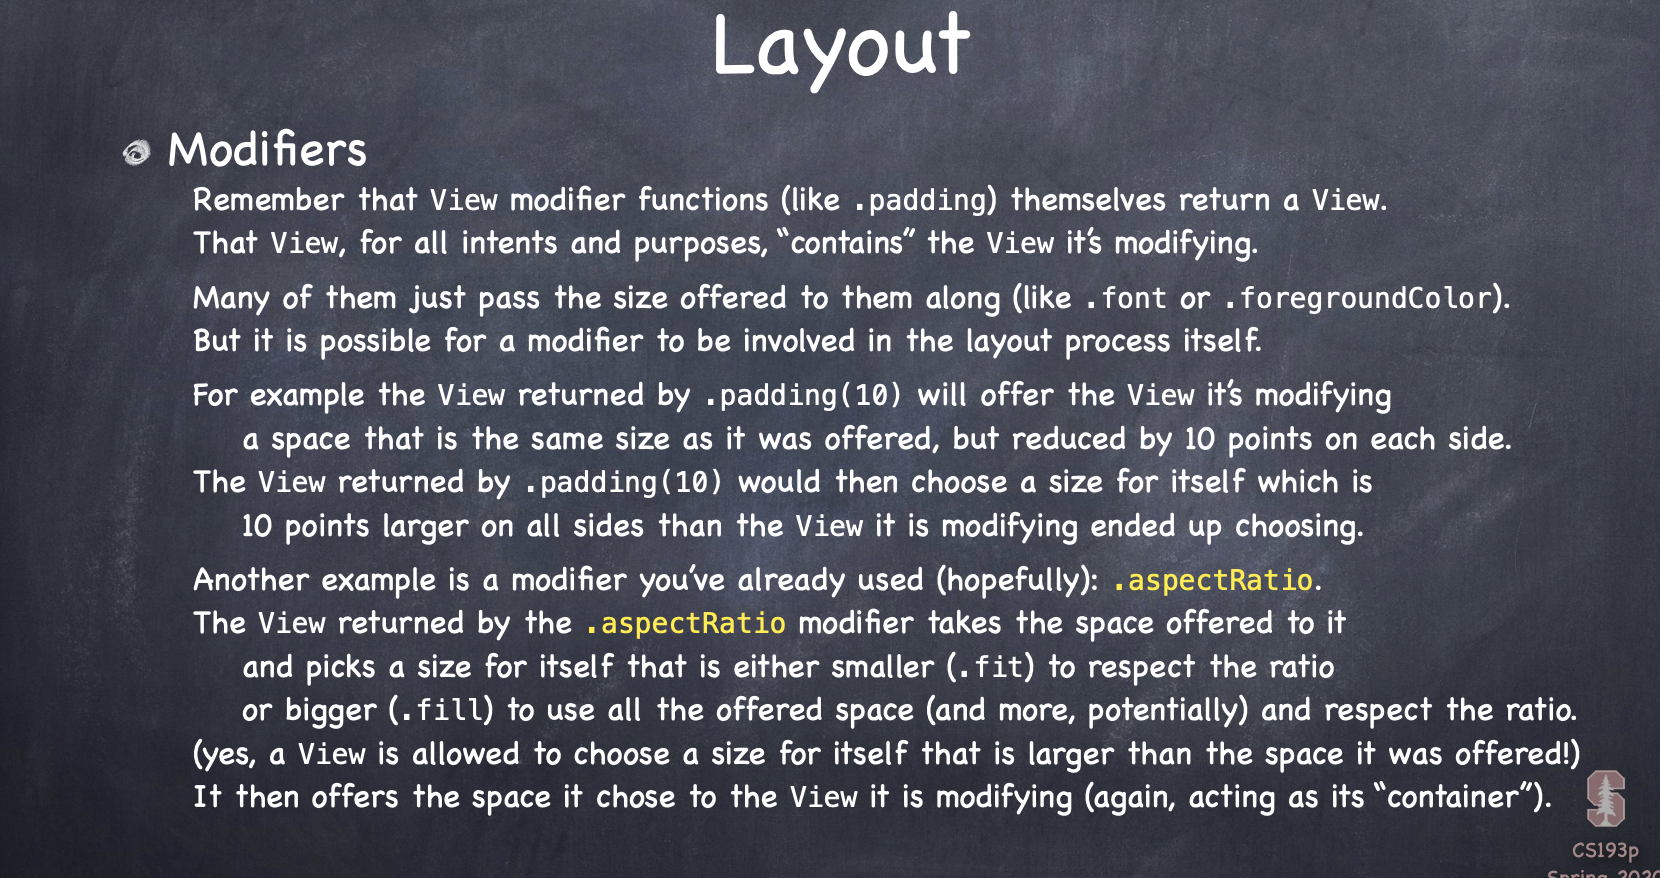 Layout
Modifiers
Remember that View modifier functions (like .padding) themselves return a View.
That View, for all intents and purposes, “contains” the View it’s modifying.
Many of them just pass the size offered to them along (like .font or .foregroundColor).
But it is possible for a modifier to be involved in the layout process itself.
For example the View returned by .padding(10) will offer the View it’s modifying
a space that is the same size as it was offered, but reduced by 10 points on each side.
The View returned by .padding(10) would then choose a size for itself which is
10 points larger on all sides than the View it is modifying ended up choosing.
Another example is a modifier you’ve already used (hopefully): .aspectRatio.
The View returned by the .aspectRatio modifier takes the space offered to it
and picks a size for itself that is either smaller (.fit) to respect the ratio
or bigger (.fill) to use all the offered space (and more, potentially) and respect the ratio.
(yes, a View is allowed to choose a size for itself that is larger than the space it was offered!)
It then offers the space it chose to the View it is modifying (again, acting as its “container”).
S
CS193p
Spring 2020